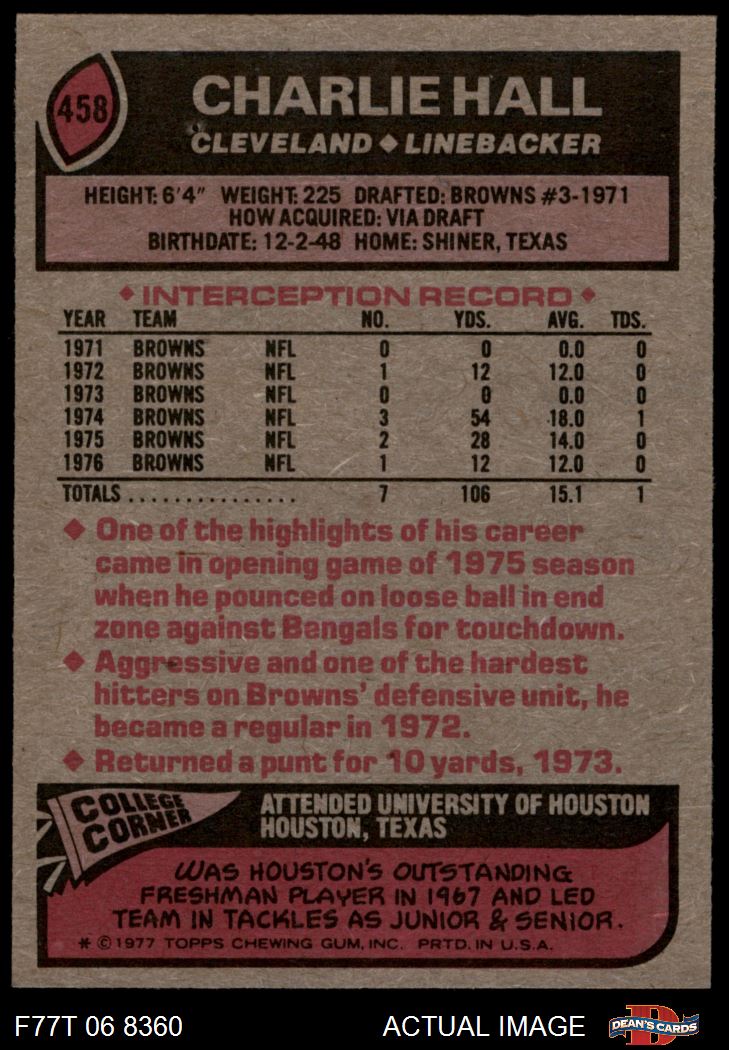 458
CHARLIE HALL
CLEVELAND ◆ LINEBACKER
HEIGHT: 6'4" WEIGHT: 225 DRAFTED: BROWNS #3-1971
HOW ACQUIRED: VIA DRAFT
BIRTHDATE: 12-2-48 HOME: SHINER, TEXAS
◆ INTERCEPTION RECORD ◆
YEAR TEAM NO. YDS. AVG. TDS.
1971 BROWNS NFL 0 0 0.0 0
1972 BROWNS NFL 1 12 12.0 0
1973 BROWNS NFL 0 0 0.0 0
1974 BROWNS NFL 3 54 18.0 1
1975 BROWNS NFL 2 28 14.0 0
1976 BROWNS NFL 1 12 12.0 0
TOTALS ................ 7 106 15.1 1
◆ One of the highlights of his career
came in opening game of 1975 season
when he pounced on loose ball in end
zone against Bengals for touchdown.
◆ Aggressive and one of the hardest
hitters on Browns' defensive unit, he
became a regular in 1972.
◆ Returned a punt for 10 yards, 1973.
COLLEGE
CORNER
ATTENDED UNIVERSITY OF HOUSTON
HOUSTON, TEXAS
WAS HOUSTON'S OUTSTANDING
FRESHMAN PLAYER IN 1967 AND LED
TEAM IN TACKLES AS JUNIOR & SENIOR.
* © 1977 TOPPS CHEWING GUM, INC. PRTD. IN U.S.A.
F77T 06 8360 ACTUAL IMAGE
D
DEAN'S CARDS